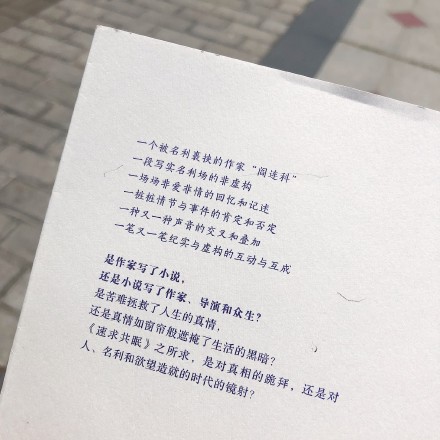 一个被名利裹挟的作家“阎连科”
一段写实名利场的非虚构
一场场非爱非情的回忆和记述
一桩桩情节与事件的肯定和否定
一种又一种声音的交叉和叠加
一笔又一笔纪实与虚构的互动与互成
是作家写了小说，
还是小说写了作家、导演和众生？
是苦难拯救了人生的真情，
还是真情如窗帘般遮掩了生活的黑暗？
《速求共眠》之所求，是对真相的跪拜，还是对
人、名利和欲望造就的时代的镜射？